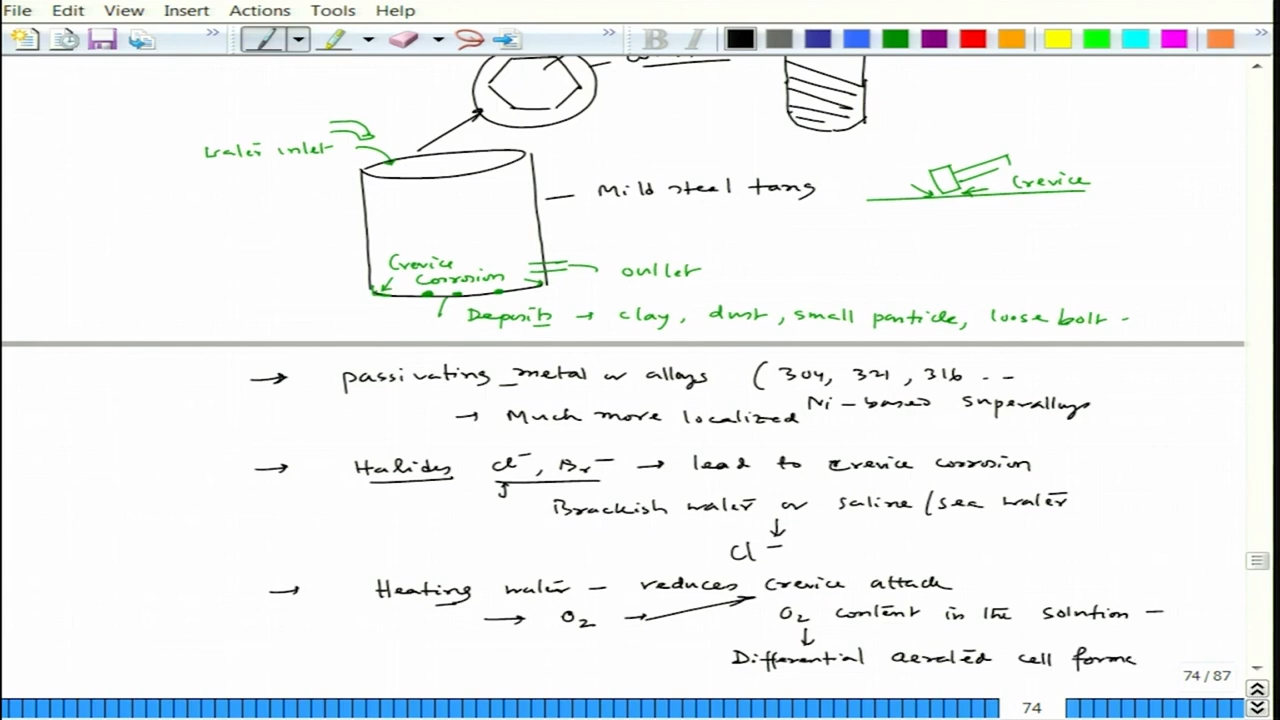 File Edit View Insert Actions Tools Help
B I
water inlet
Mild steel tang
Crevice
Crevice
corrosion
outlet
Deposits → clay, dust, small particle, loose bolt -
→ passivating metal or alloys (304, 321, 316 ...
Ni-based superalloys
→ Much more localized
→ Halides Cl⁻, Br⁻ → lead to crevice corrosion
Brackish water or saline/sea water
↓
Cl⁻
→ Heating water – reduces crevice attack
→ O₂ → O₂ content in the solution –
↓
Differential aerated cell forms
74 / 87
74